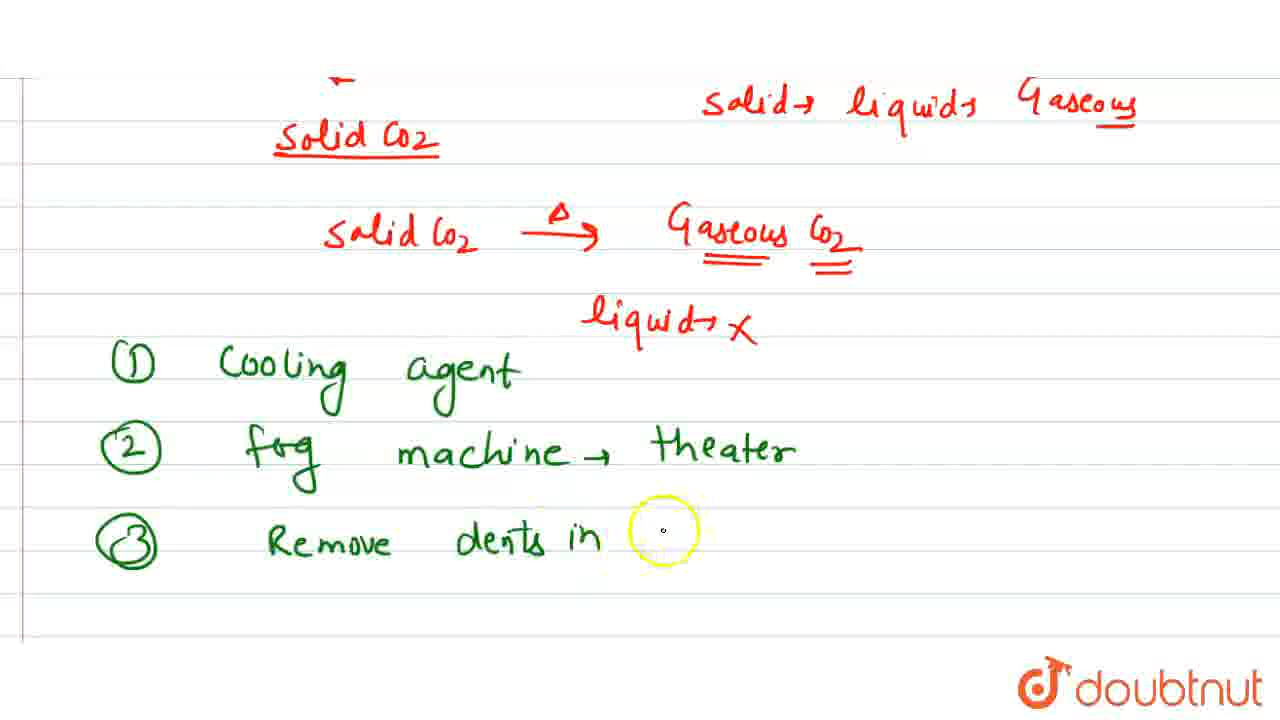 solid → liquid → Gaseous
Solid CO2
Solid CO2 Δ→ Gaseous CO2
liquid → X
① Cooling agent
② fog machine → theater
③ Remove dents in
doubtnut